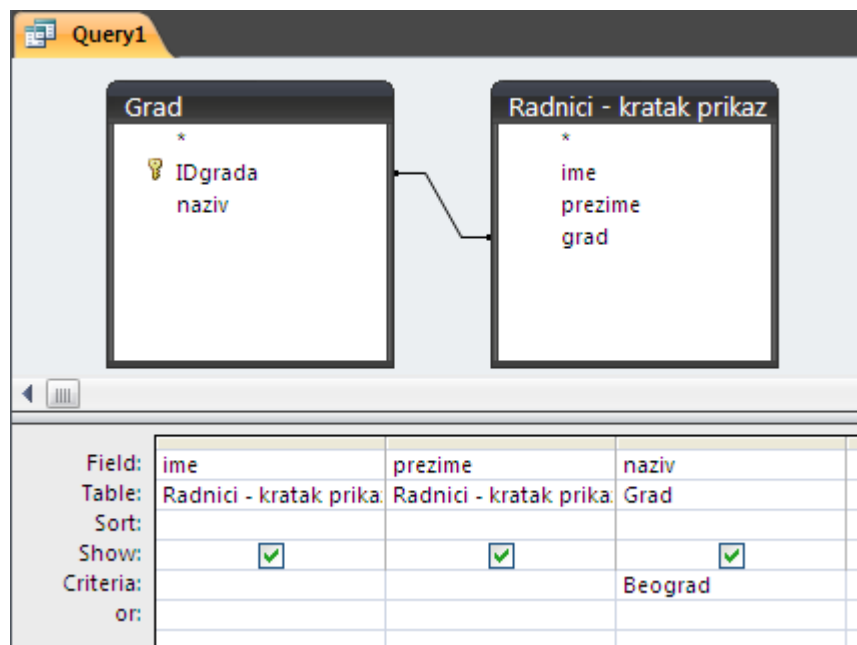 Query1
Grad
*
IDgrada
naziv
Radnici - kratak prikaz
*
ime
prezime
grad
Field: ime prezime naziv
Table: Radnici - kratak prika Radnici - kratak prika Grad
Sort:
Show:
Criteria: Beograd
or: